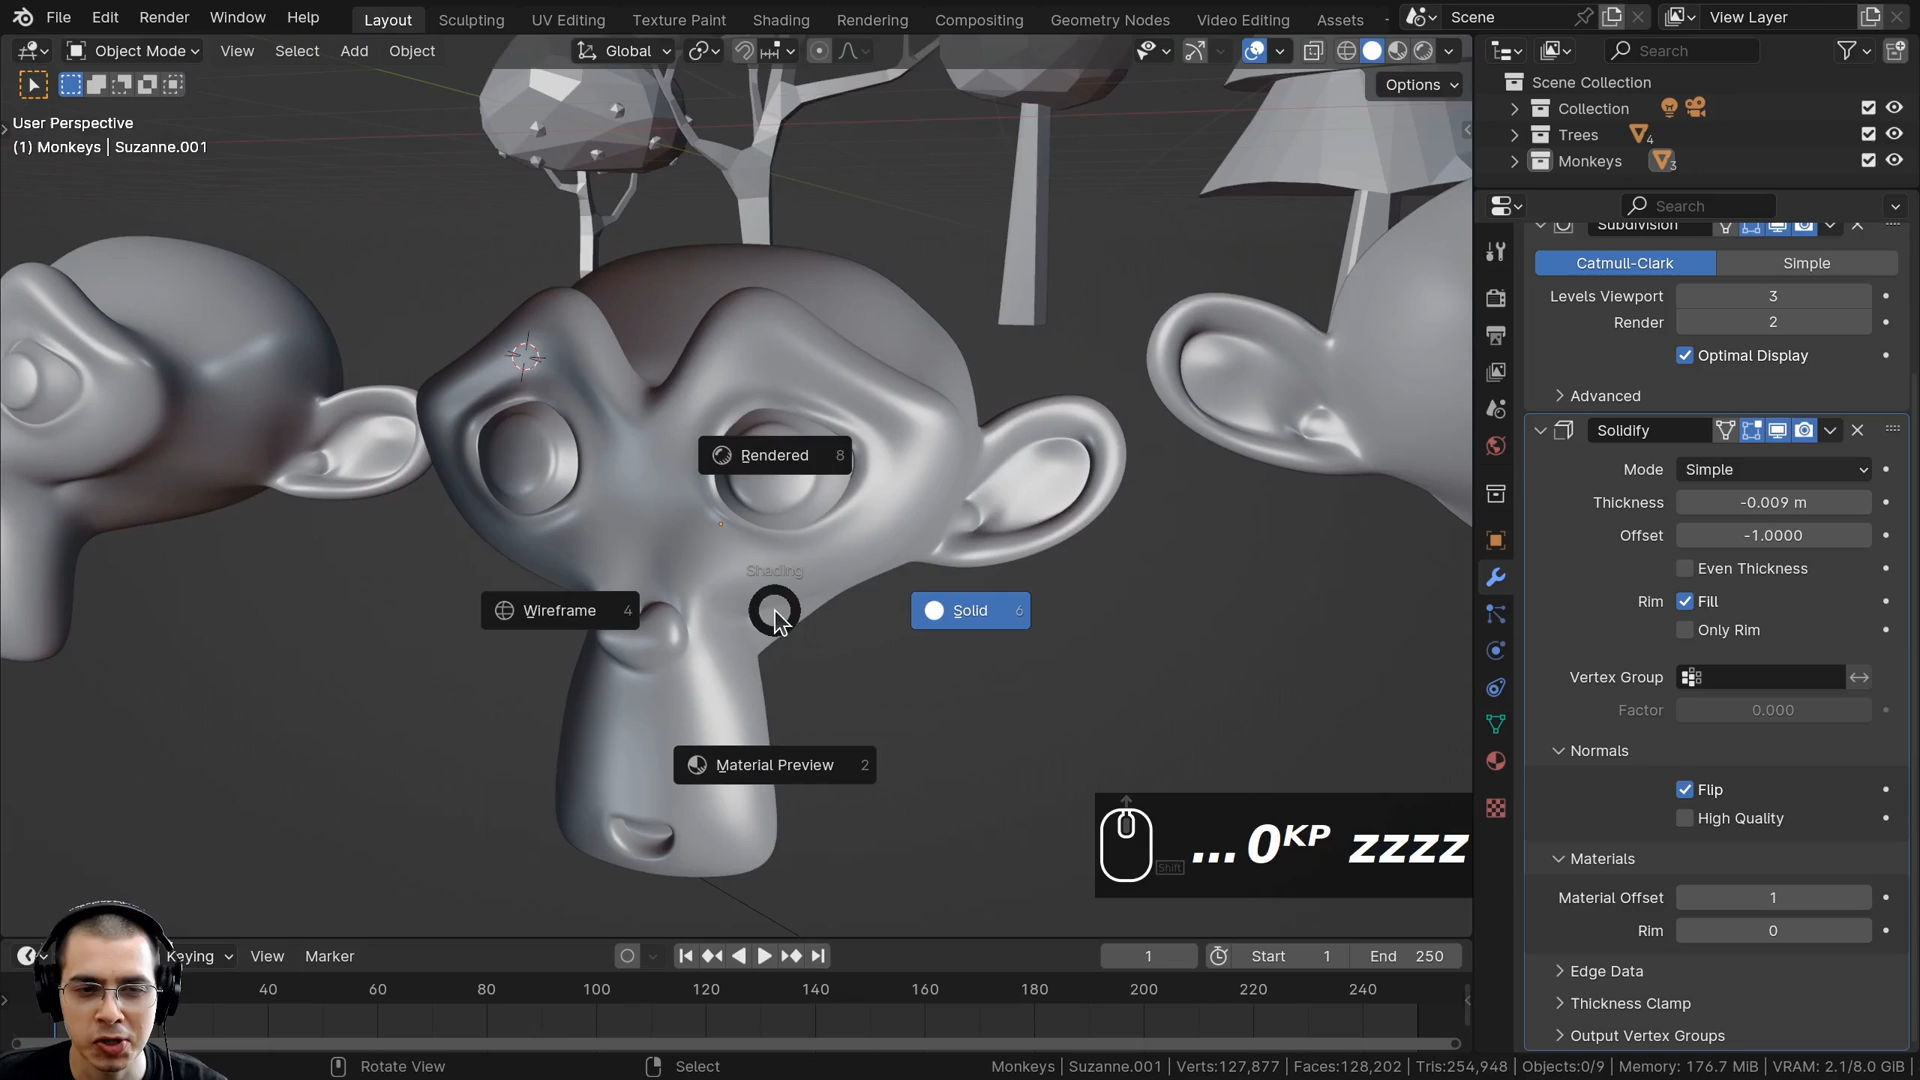 File Edit Render Window Help Layout Sculpting UV Editing Texture Paint Shading Rendering Compositing Geometry Nodes Video Editing Assets Scene View Layer
Object Mode View Select Add Object Global Search
Options
User Perspective
(1) Monkeys | Suzanne.001
Scene Collection
Collection
Trees 4
Monkeys 3
Search
Subdivision
Catmull-Clark Simple
Levels Viewport 3
Render 2
Optimal Display
Advanced
Solidify
Mode Simple
Thickness -0.009 m
Offset -1.0000
Even Thickness
Rim Fill
Only Rim
Vertex Group
Factor 0.000
Normals
Flip
High Quality
Materials
Material Offset 1
Rim 0
Edge Data
Thickness Clamp
Output Vertex Groups
Rendered 8
Shading
Wireframe 4
Solid 6
Material Preview 2
Shift
...0KP zzzz
Keying View Marker 1 Start 1 End 250
40 60 80 100 120 140 160 180 200 220 240
Rotate View Select Monkeys | Suzanne.001 | Verts:127,877 | Faces:128,202 | Tris:254,948 | Objects:0/9 | Memory: 176.7 MiB | VRAM: 2.1/8.0 GiB